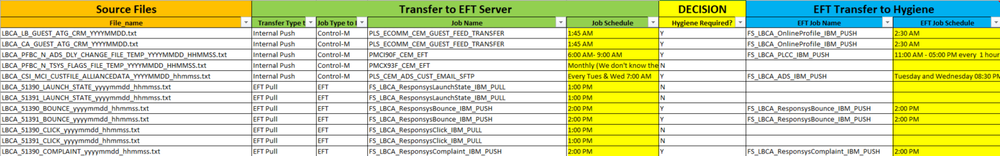 Source Files Transfer to EFT Server DECISION EFT Transfer to Hygiene
File_name Transfer Type t Job Type to Job Name Job Schedule Hygiene Required? EFT Job Name EFT Job Schedule
LBCA_LB_GUEST_ATG_CRM_YYYYMMDD.txt Internal Push Control-M PLS_ECOMM_CEM_GUEST_FEED_TRANSFER 1:45 AM Y FS_LBCA_OnlineProfile_IBM_PUSH 2:30 AM
LBCA_CA_GUEST_ATG_CRM_YYYYMMDD.txt Internal Push Control-M PLS_ECOMM_CEM_GUEST_FEED_TRANSFER 1:45 AM Y FS_LBCA_OnlineProfile_IBM_PUSH 2:30 AM
LBCA_PFBC_N_ADS_DLY_CHANGE_FILE_TEMP_YYYYMMDD_HHMMSS.txt Internal Push Control-M PMCI90F_CEM_EFT 6:00 AM- 9:00 AM Y FS_LBCA_PLCC_IBM_PUSH 11:00 AM - 05:00 PM every 1 hour
LBCA_PFBC_N_TSYS_FLAGS_FILE_TEMP_YYYYMMDD_HHMMSS.txt Internal Push Control-M PMCX93F_CEM_EFT Monthly (We don't know the N
LBCA_CSI_MCI_CUSTFILE_ALLIANCEDATA_YYYYMMDD_hhmmss.txt Internal Push Control-M PLS_CEM_ADS_CUST_EMAIL_SFTP Every Tues & Wed 7:00 AM Y FS_LBCA_ADS_IBM_PUSH Tuesday and Wednesday 08:30 PM
LBCA_51390_LAUNCH_STATE_yyyymmdd_hhmmss.txt EFT Pull EFT FS_LBCA_ResponsysLaunchState_IBM_PULL 1:00 PM N
LBCA_51391_LAUNCH_STATE_yyyymmdd_hhmmss.txt EFT Pull EFT FS_LBCA_ResponsysLaunchState_IBM_PULL 1:00 PM N
LBCA_51390_BOUNCE_yyyymmdd_hhmmss.txt EFT Pull EFT FS_LBCA_ResponsysBounce_IBM_PUSH 2:00 PM Y FS_LBCA_ResponsysBounce_IBM_PUSH 2:00 PM
LBCA_51391_BOUNCE_yyyymmdd_hhmmss.txt EFT Pull EFT FS_LBCA_ResponsysBounce_IBM_PUSH 2:00 PM Y FS_LBCA_ResponsysBounce_IBM_PUSH 2:00 PM
LBCA_51390_CLICK_yyyymmdd_hhmmss.txt EFT Pull EFT FS_LBCA_ResponsysClick_IBM_PULL 1:00 PM N
LBCA_51391_CLICK_yyyymmdd_hhmmss.txt EFT Pull EFT FS_LBCA_ResponsysClick_IBM_PULL 1:00 PM N
LBCA_51390_COMPLAINT_yyyymmdd_hhmmss.txt EFT Pull EFT FS_LBCA_ResponsysComplaint_IBM_PUSH 2:00 PM Y FS_LBCA_ResponsysComplaint_IBM_PUSH 2:00 PM